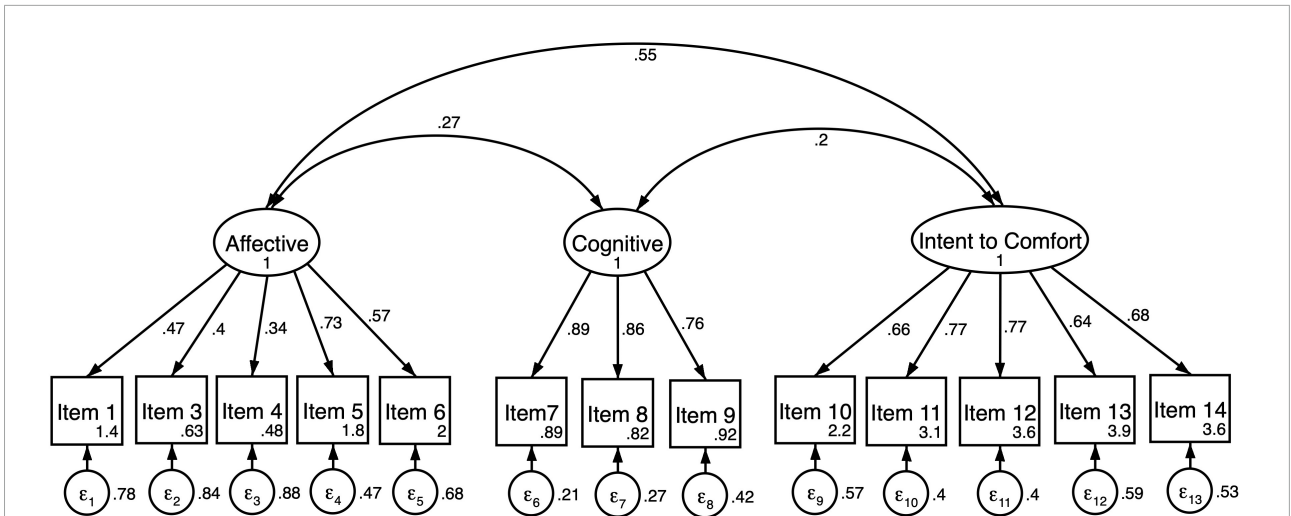 .55
.27
.2
Affective
1
Cognitive
1
Intent to Comfort
1
.47 .4 .34 .73 .57 .89 .86 .76 .66 .77 .77 .64 .68
Item 1
1.4
Item 3
.63
Item 4
.48
Item 5
1.8
Item 6
2
Item7
.89
Item 8
.82
Item 9
.92
Item 10
2.2
Item 11
3.1
Item 12
3.6
Item 13
3.9
Item 14
3.6
ε1 .78
ε2 .84
ε3 .88
ε4 .47
ε5 .68
ε6 .21
ε7 .27
ε8 .42
ε9 .57
ε10 .4
ε11 .4
ε12 .59
ε13 .53